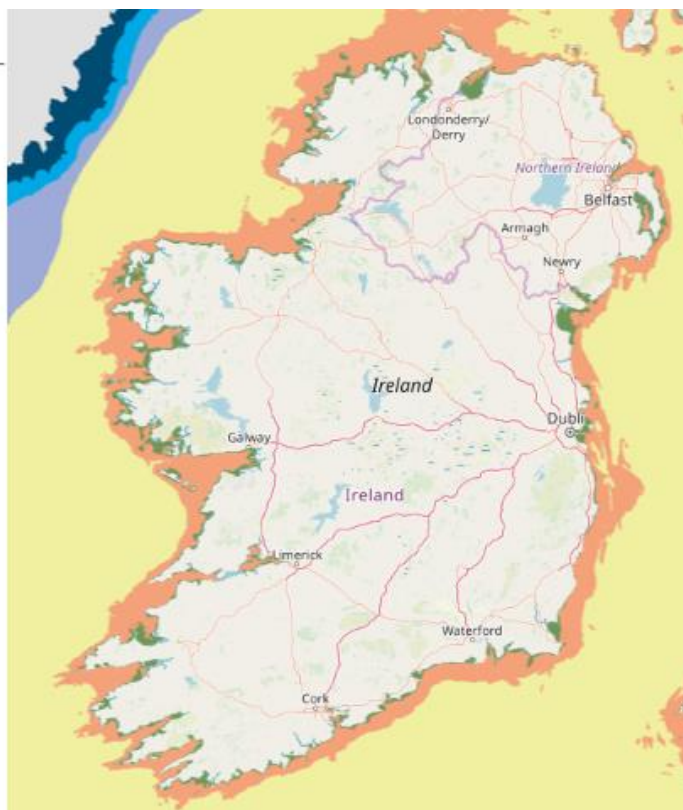 Londonderry/
Derry
Northern Ireland
Belfast
Armagh
Newry
Ireland
Dubli
Galway
Ireland
Limerick
Waterford
Cork